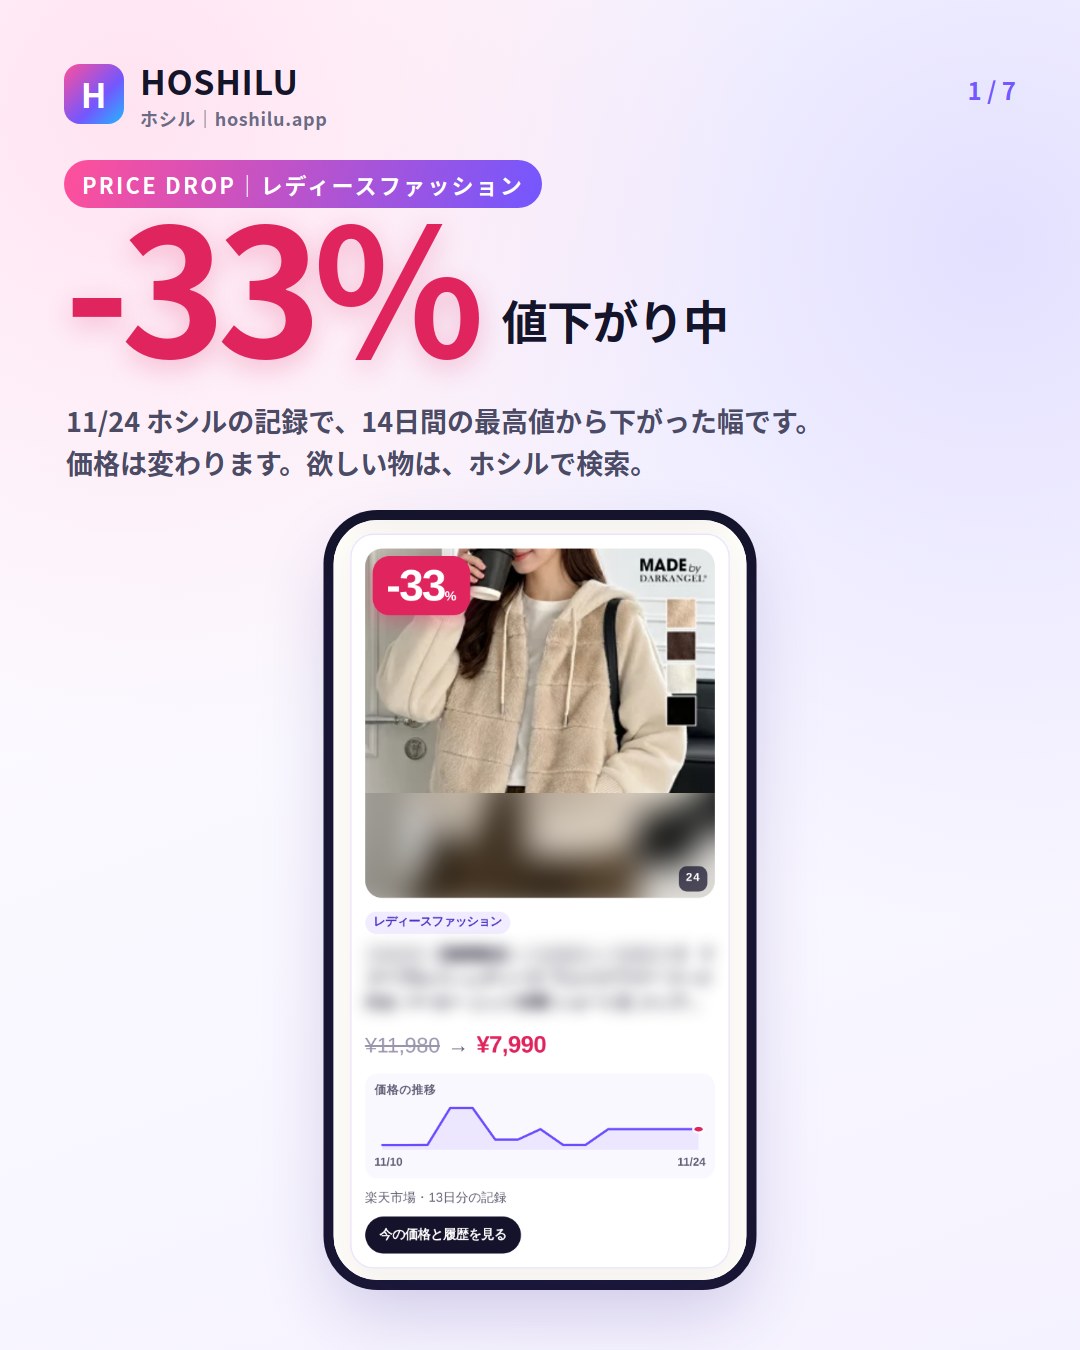 H
HOSHILU
ホシル｜hoshilu.app
1 / 7
PRICE DROP｜レディースファッション
-33% 値下がり中
11/24 ホシルの記録で、14日間の最高値から下がった幅です。
価格は変わります。欲しい物は、ホシルで検索。
-33%
MADE by
DARKANGEL
24
レディースファッション
¥11,980 → ¥7,990
価格の推移
11/10 11/24
楽天市場・13日分の記録
今の価格と履歴を見る